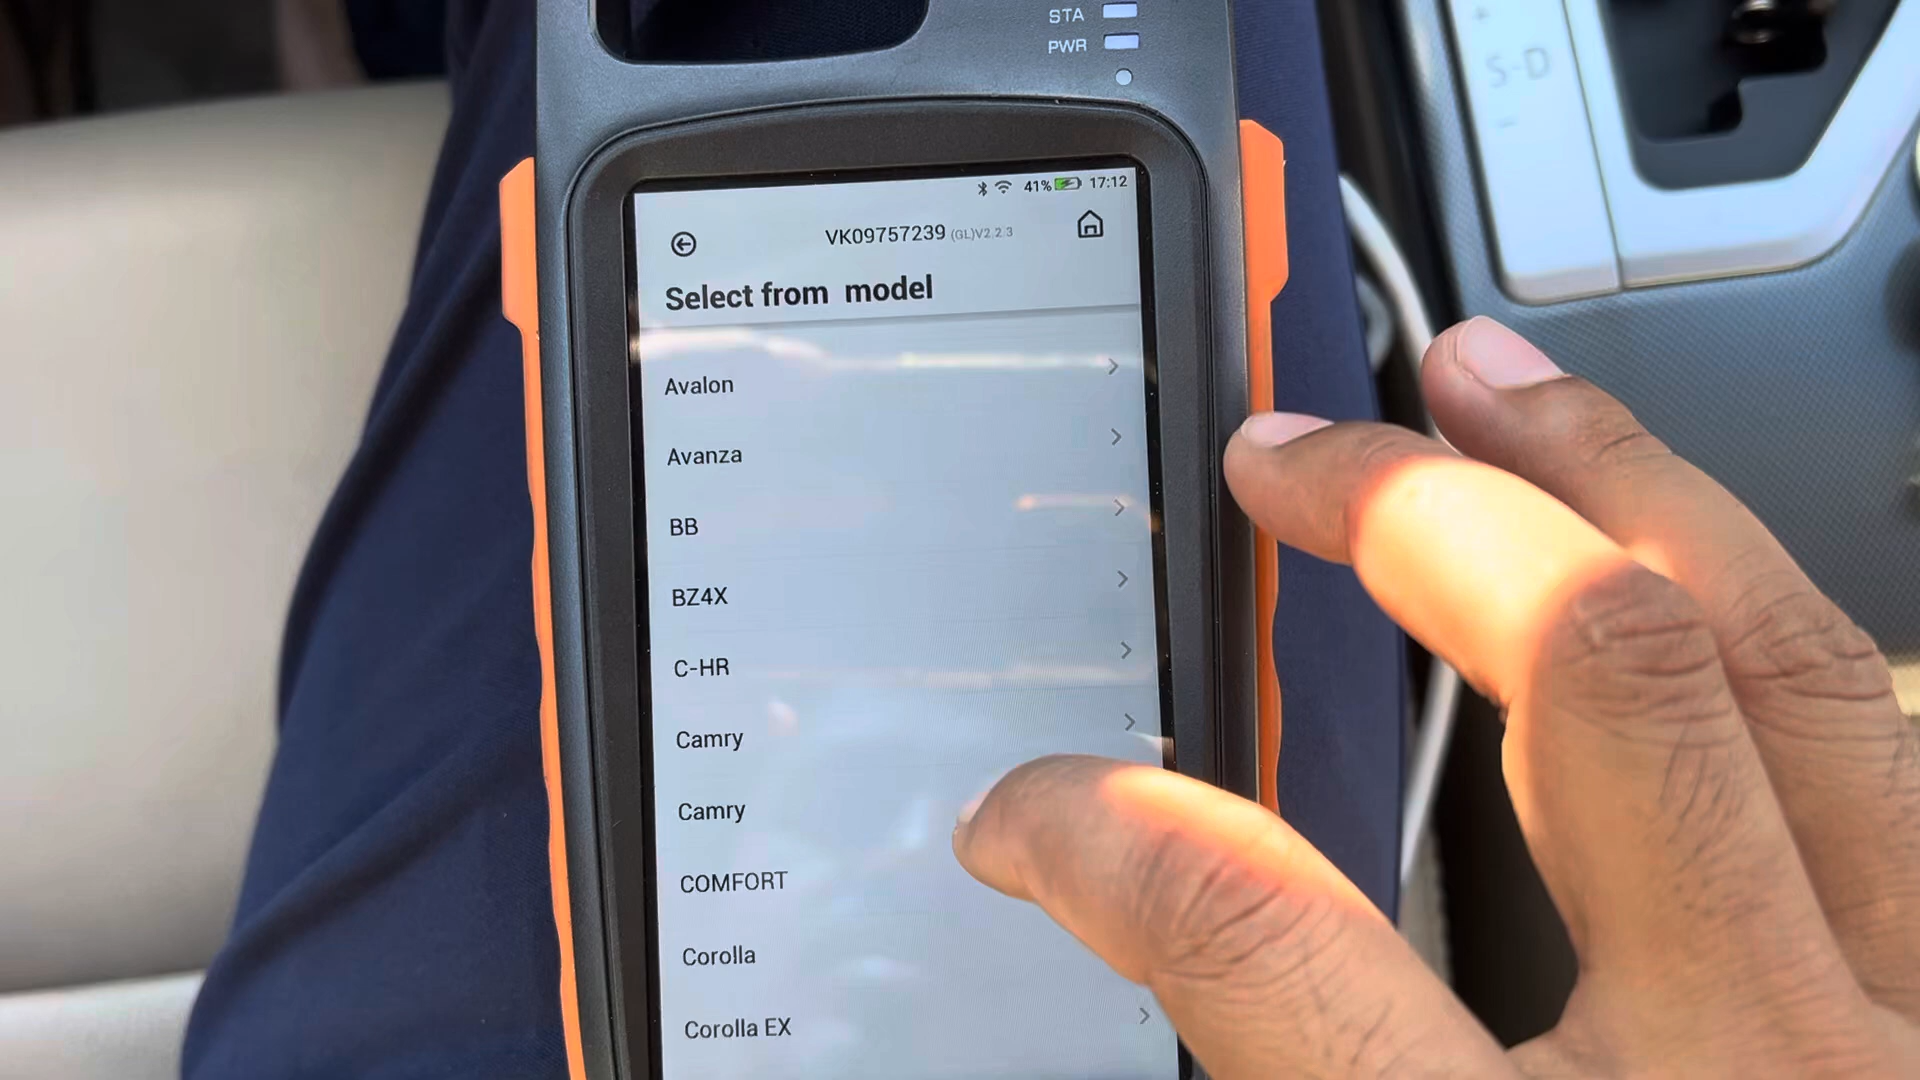 STA
PWR
S-D
41% 17:12
VK09757239 (GL)V2.2.3
Select from model
Avalon
Avanza
BB
BZ4X
C-HR
Camry
Camry
COMFORT
Corolla
Corolla EX